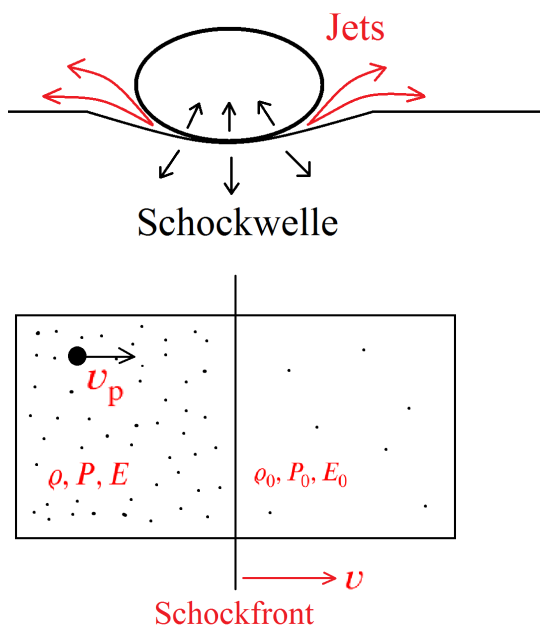 Jets
Schockwelle
υₚ
ϱ, P, E
ϱ₀, P₀, E₀
υ
Schockfront